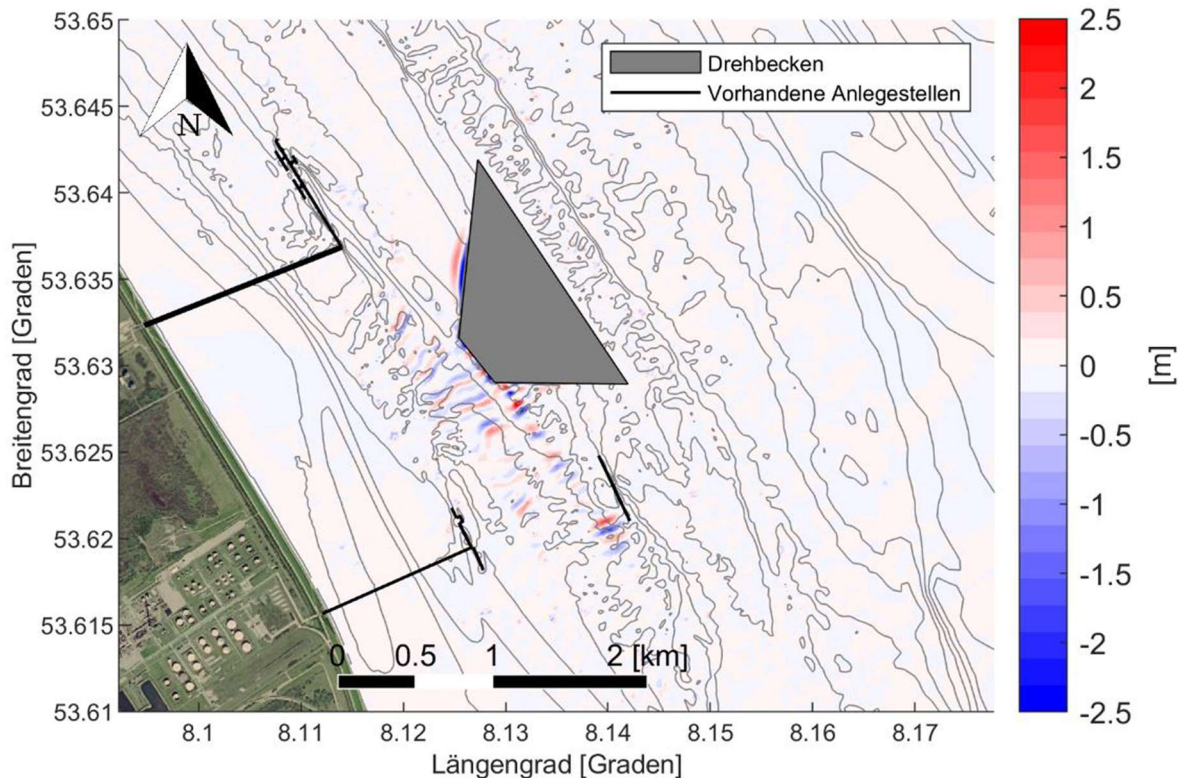 53.65
53.645
53.64
53.635
53.63
53.625
53.62
53.615
53.61
Breitengrad [Graden]
N
Drehbecken
Vorhandene Anlegestellen
0 0.5 1 2 [km]
8.1 8.11 8.12 8.13 8.14 8.15 8.16 8.17
Längengrad [Graden]
2.5
2
1.5
1
0.5
0
-0.5
-1
-1.5
-2
-2.5
[m]